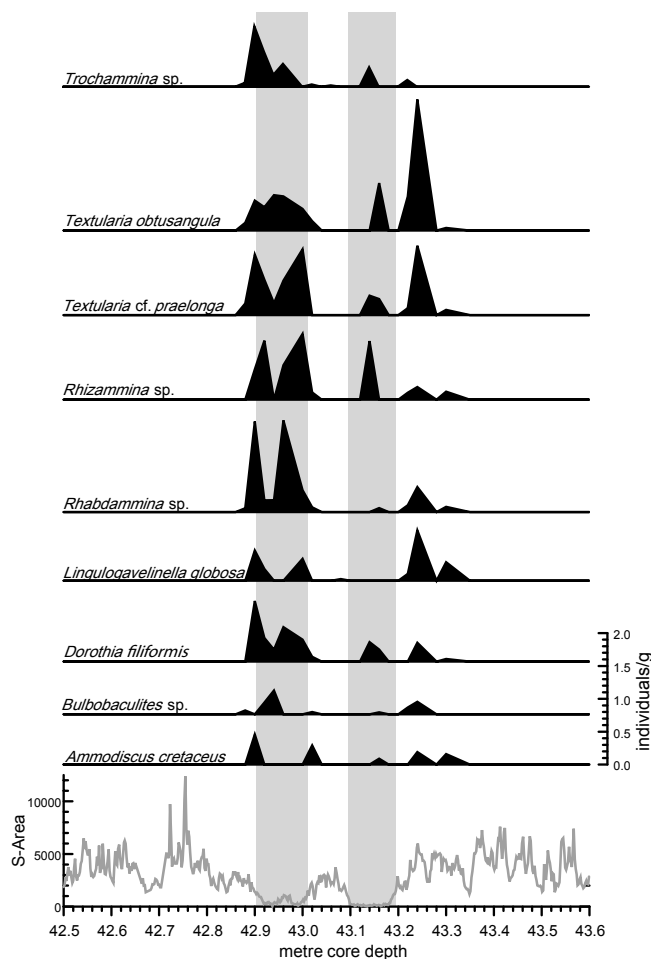 Trochammina sp.
Textularia obtusangula
Textularia cf. praelonga
Rhizammina sp.
Rhabdammina sp.
Lingulogavelinella globosa
Dorothia filiformis
Bulbobaculites sp.
Ammodiscus cretaceus
2.0
1.5
1.0
0.5
0.0
individuals/g
10000
5000
0
S-Area
42.5 42.6 42.7 42.8 42.9 43.0 43.1 43.2 43.3 43.4 43.5 43.6
metre core depth